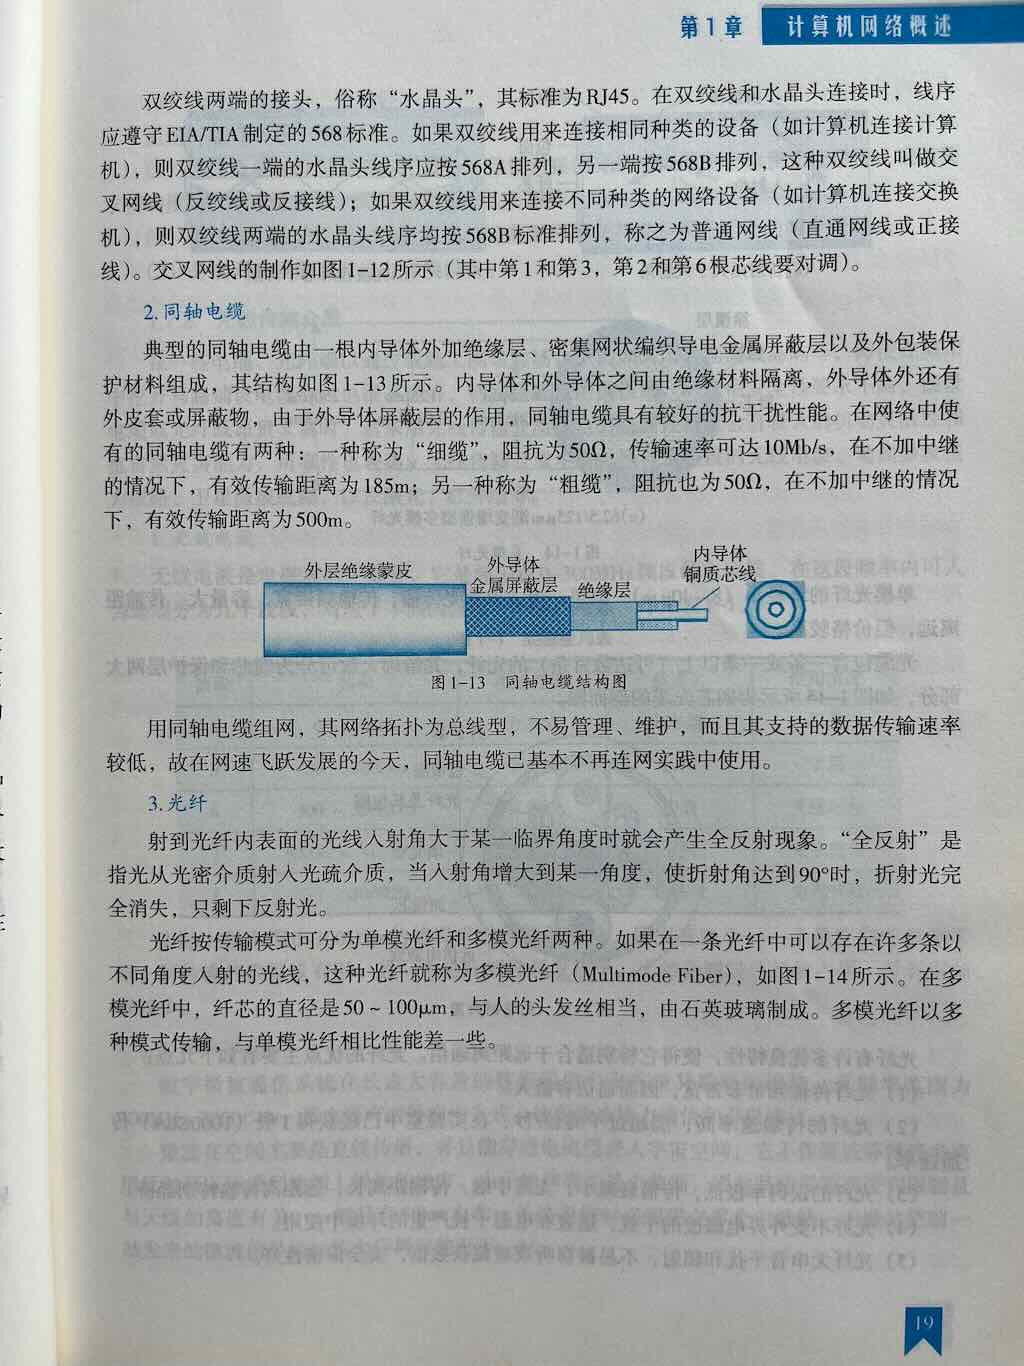 第1章 计算机网络概述
双绞线两端的接头，俗称“水晶头”，其标准为RJ45。在双绞线和水晶头连接时，线序
应遵守EIA/TIA制定的568标准。如果双绞线用来连接相同种类的设备（如计算机连接计算
机），则双绞线一端的水晶头线序应按568A排列，另一端按568B排列，这种双绞线叫做交
叉网线（反绞线或反接线）；如果双绞线用来连接不同种类的网络设备（如计算机连接交换
机），则双绞线两端的水晶头线序均按568B标准排列，称之为普通网线（直通网线或正接
线）。交叉网线的制作如图1-12所示（其中第1和第3，第2和第6根芯线要对调）。
2.同轴电缆
典型的同轴电缆由一根内导体外加绝缘层、密集网状编织导电金属屏蔽层以及外包装保
护材料组成，其结构如图1-13所示。内导体和外导体之间由绝缘材料隔离，外导体外还有
外皮套或屏蔽物，由于外导体屏蔽层的作用，同轴电缆具有较好的抗干扰性能。在网络中使
有的同轴电缆有两种：一种称为“细缆”，阻抗为50Ω，传输速率可达10Mb/s，在不加中继
的情况下，有效传输距离为185m；另一种称为“粗缆”，阻抗也为50Ω，在不加中继的情况
下，有效传输距离为500m。
外层绝缘蒙皮
外导体
金属屏蔽层
绝缘层
内导体
铜质芯线
图1-13 同轴电缆结构图
用同轴电缆组网，其网络拓扑为总线型，不易管理、维护，而且其支持的数据传输速率
较低，故在网速飞跃发展的今天，同轴电缆已基本不再连网实践中使用。
3.光纤
射到光纤内表面的光线入射角大于某一临界角度时就会产生全反射现象。“全反射”是
指光从光密介质射入光疏介质，当入射角增大到某一角度，使折射角达到90°时，折射光完
全消失，只剩下反射光。
光纤按传输模式可分为单模光纤和多模光纤两种。如果在一条光纤中可以存在许多条以
不同角度入射的光线，这种光纤就称为多模光纤（Multimode Fiber），如图1-14所示。在多
模光纤中，纤芯的直径是50~100μm，与人的头发丝相当，由石英玻璃制成。多模光纤以多
种模式传输，与单模光纤相比性能差一些。
19